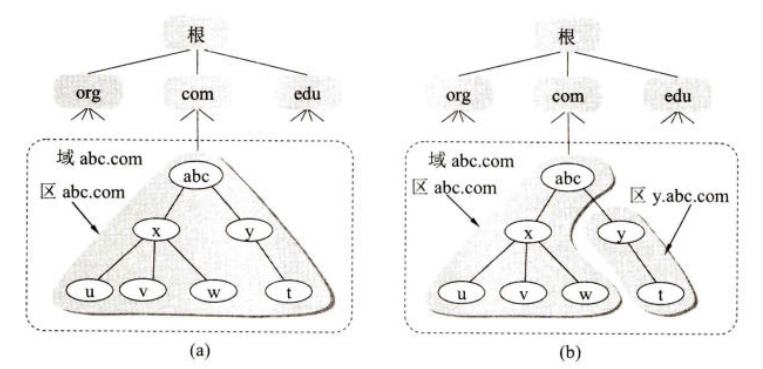 根
org com edu
域 abc.com
区 abc.com
abc
x y
u v w t
(a)
根
org com edu
域 abc.com
区 abc.com
abc
区 y.abc.com
x y
u v w t
(b)